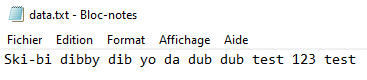 data.txt - Bloc-notes
Fichier Edition Format Affichage Aide
Ski-bi dibby dib yo da dub dub test 123 test